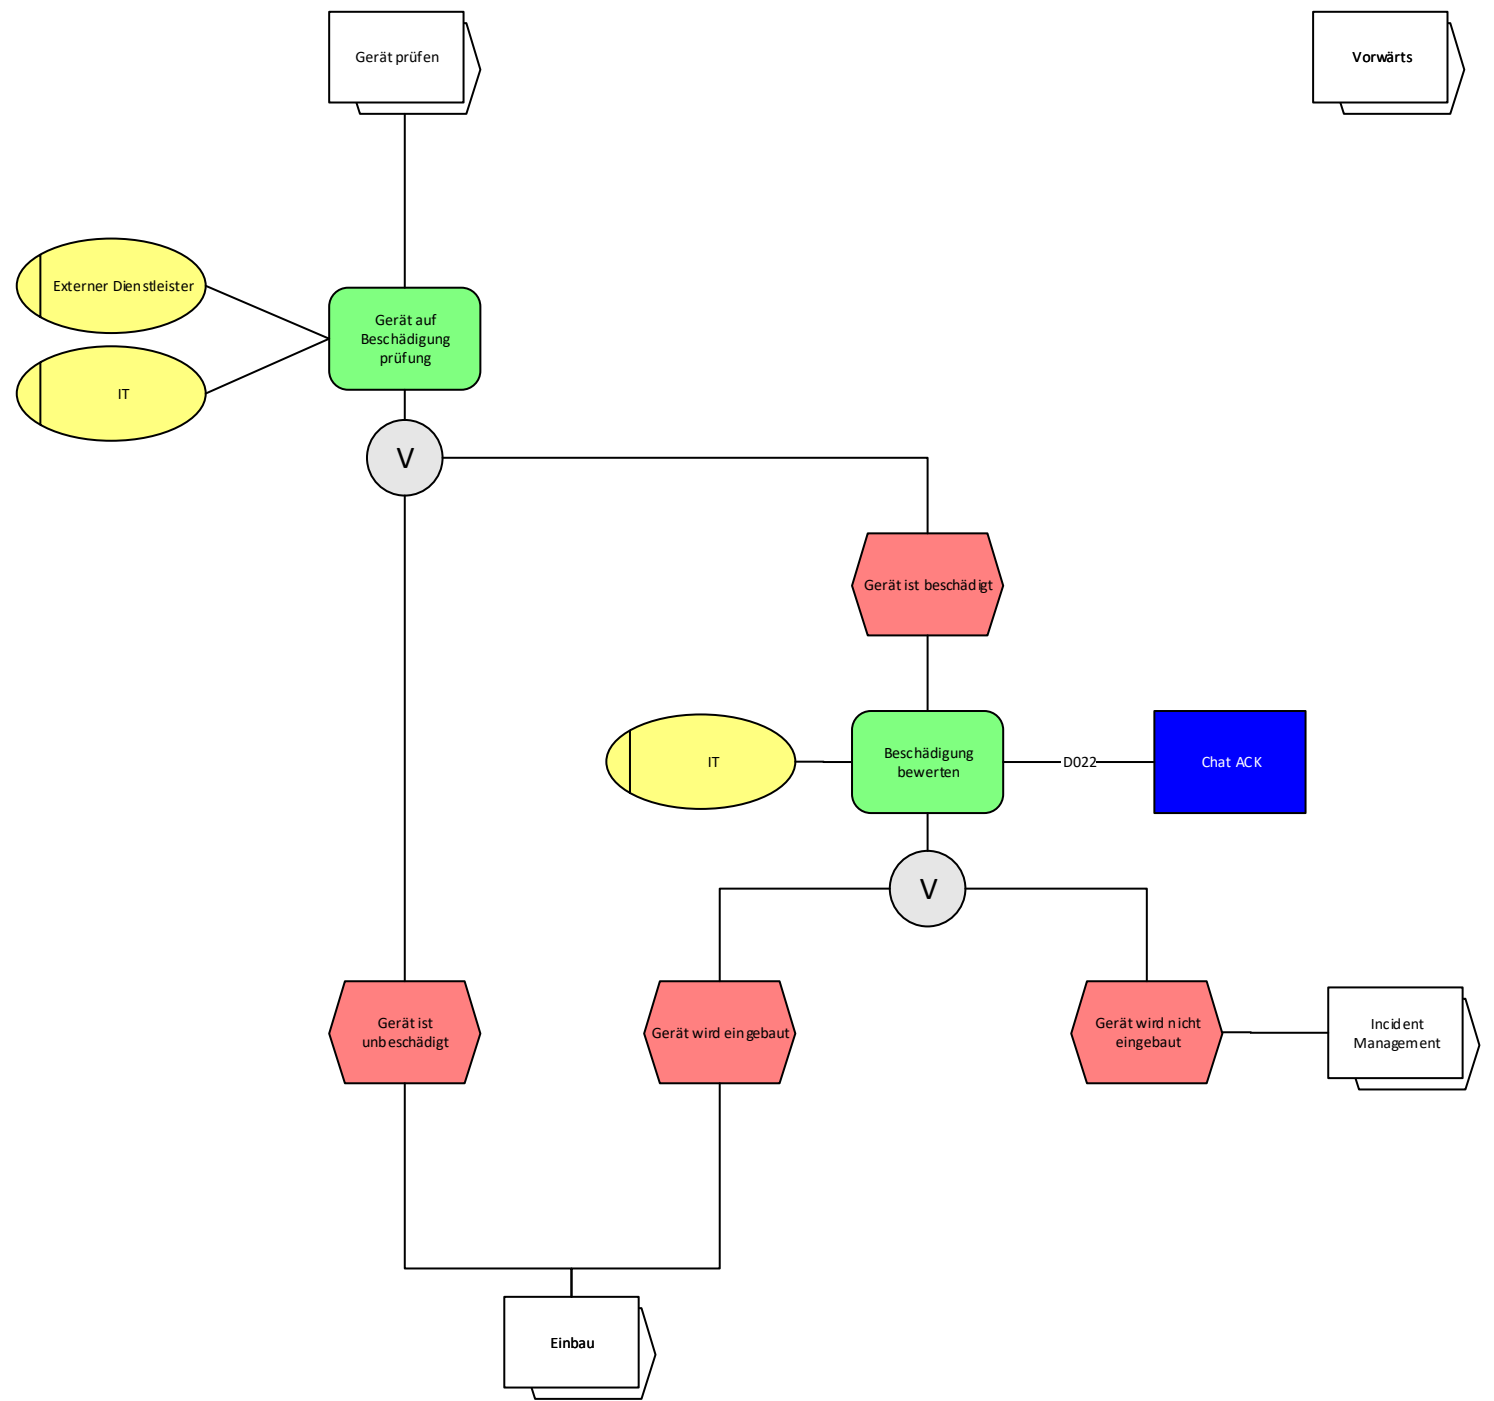 Gerät prüfen
Vorwärts
Externer Dienstleister
IT
Gerät auf
Beschädigung
prüfung
V
Gerät ist beschädigt
IT
Beschädigung
bewerten
D022
Chat ACK
V
Gerät ist
unbeschädigt
Gerät wird eingebaut
Gerät wird nicht
eingebaut
Incident
Management
Einbau